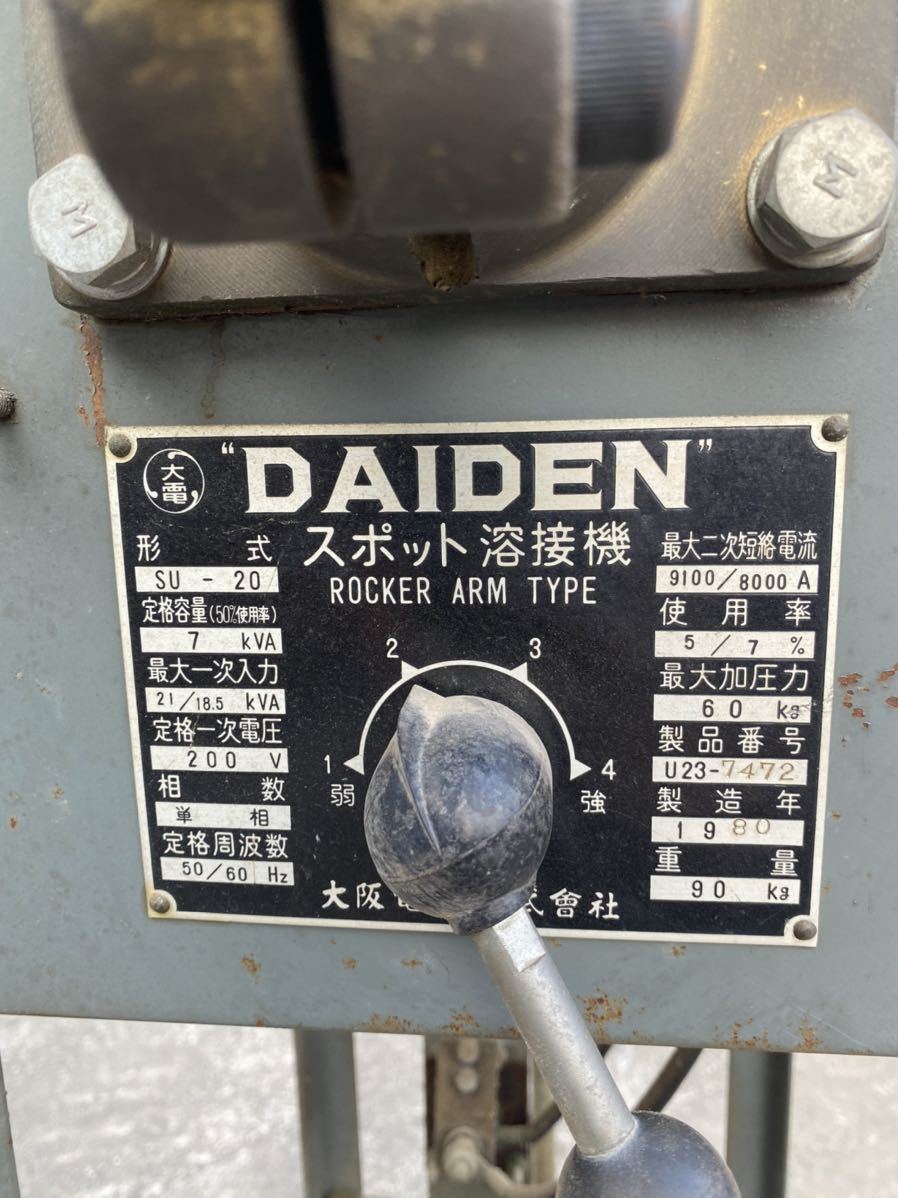 M
M
大電
"DAIDEN"
スポット溶接機
ROCKER ARM TYPE
形 式
SU - 20
定格容量(50%使用率)
7 kVA
最大一次入力
21/18.5 kVA
定格一次電圧
200 V
相 数
単 相
定格周波数
50/60 Hz
2
3
1
4
弱
強
最大二次短絡電流
9100/8000 A
使用率
5/7 %
最大加圧力
60 kg
製品番号
U23-7472
製造年
1980
重 量
90 kg
大阪電 會社